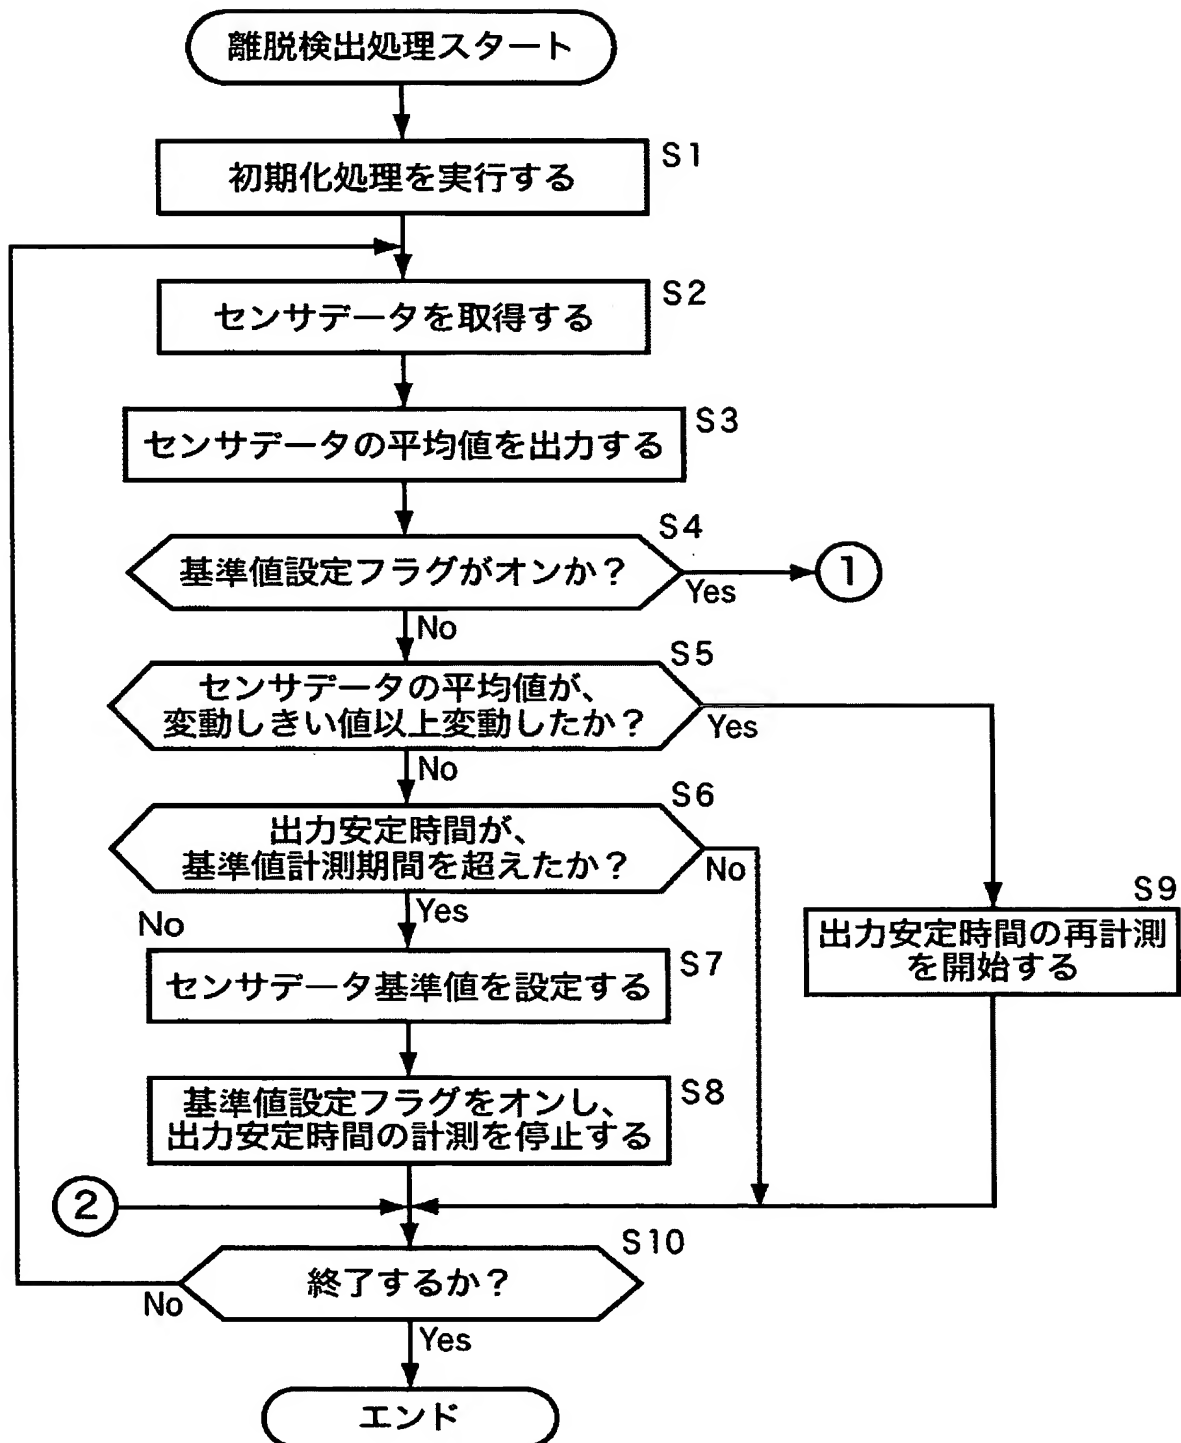 離脱検出処理スタート
S1
初期化処理を実行する
S2
センサデータを取得する
S3
センサデータの平均値を出力する
S4
基準値設定フラグがオンか?
Yes
1
No
S5
センサデータの平均値が、
変動しきい値以上変動したか?
Yes
No
S6
出力安定時間が、
基準値計測期間を超えたか?
No
Yes
No
S9
出力安定時間の再計測
を開始する
S7
センサデータ基準値を設定する
S8
基準値設定フラグをオンし、
出力安定時間の計測を停止する
2
S10
終了するか?
No
Yes
エンド